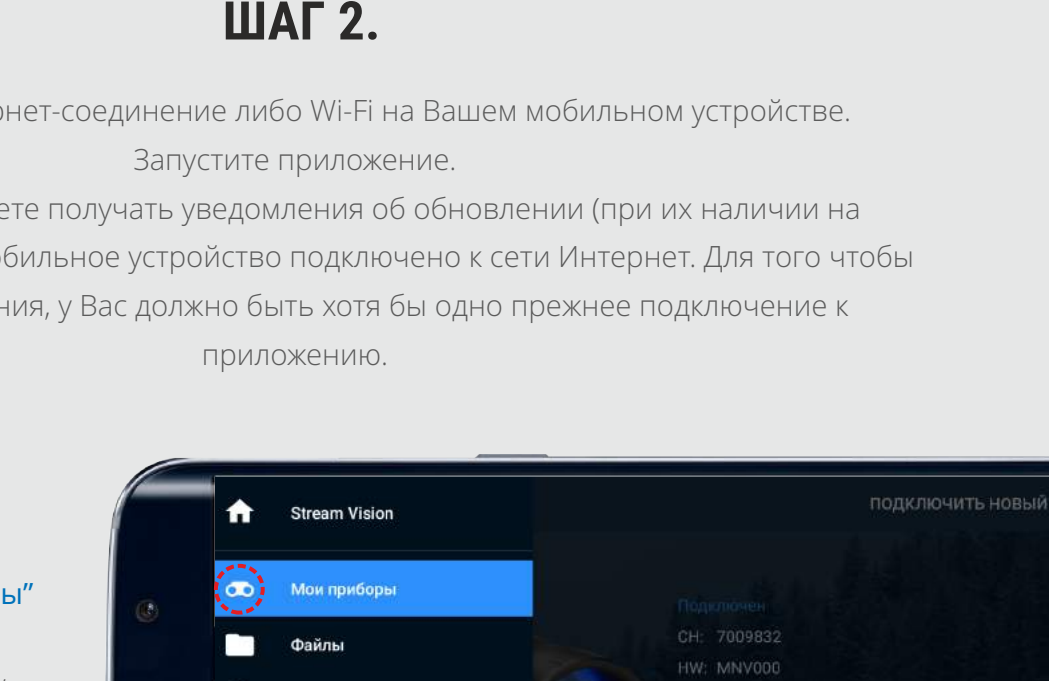 ШАГ 2.
рнет-соединение либо Wi-Fi на Вашем мобильном устройстве.
Запустите приложение.
ете получать уведомления об обновлении (при их наличии на
обильное устройство подключено к сети Интернет. Для того чтобы
ния, у Вас должно быть хотя бы одно прежнее подключение к
приложению.
Stream Vision
ПОДКЛЮЧИТЬ НОВЫЙ
ы”
Мои приборы
Подключен
СН: 7009832
Файлы
HW: MNV000